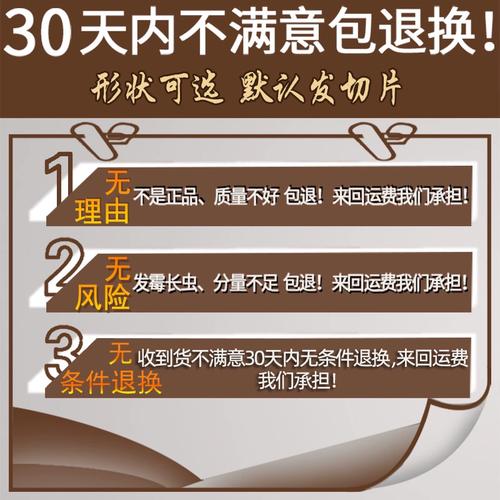 30天内不满意包退换！
形状可选 默认发切片
1 无理由
不是正品、质量不好 包退！来回运费我们承担！
2 无风险
发霉长虫、分量不足 包退！来回运费我们承担！
3 无条件退换
收到货不满意30天内无条件退换,来回运费
我们承担！